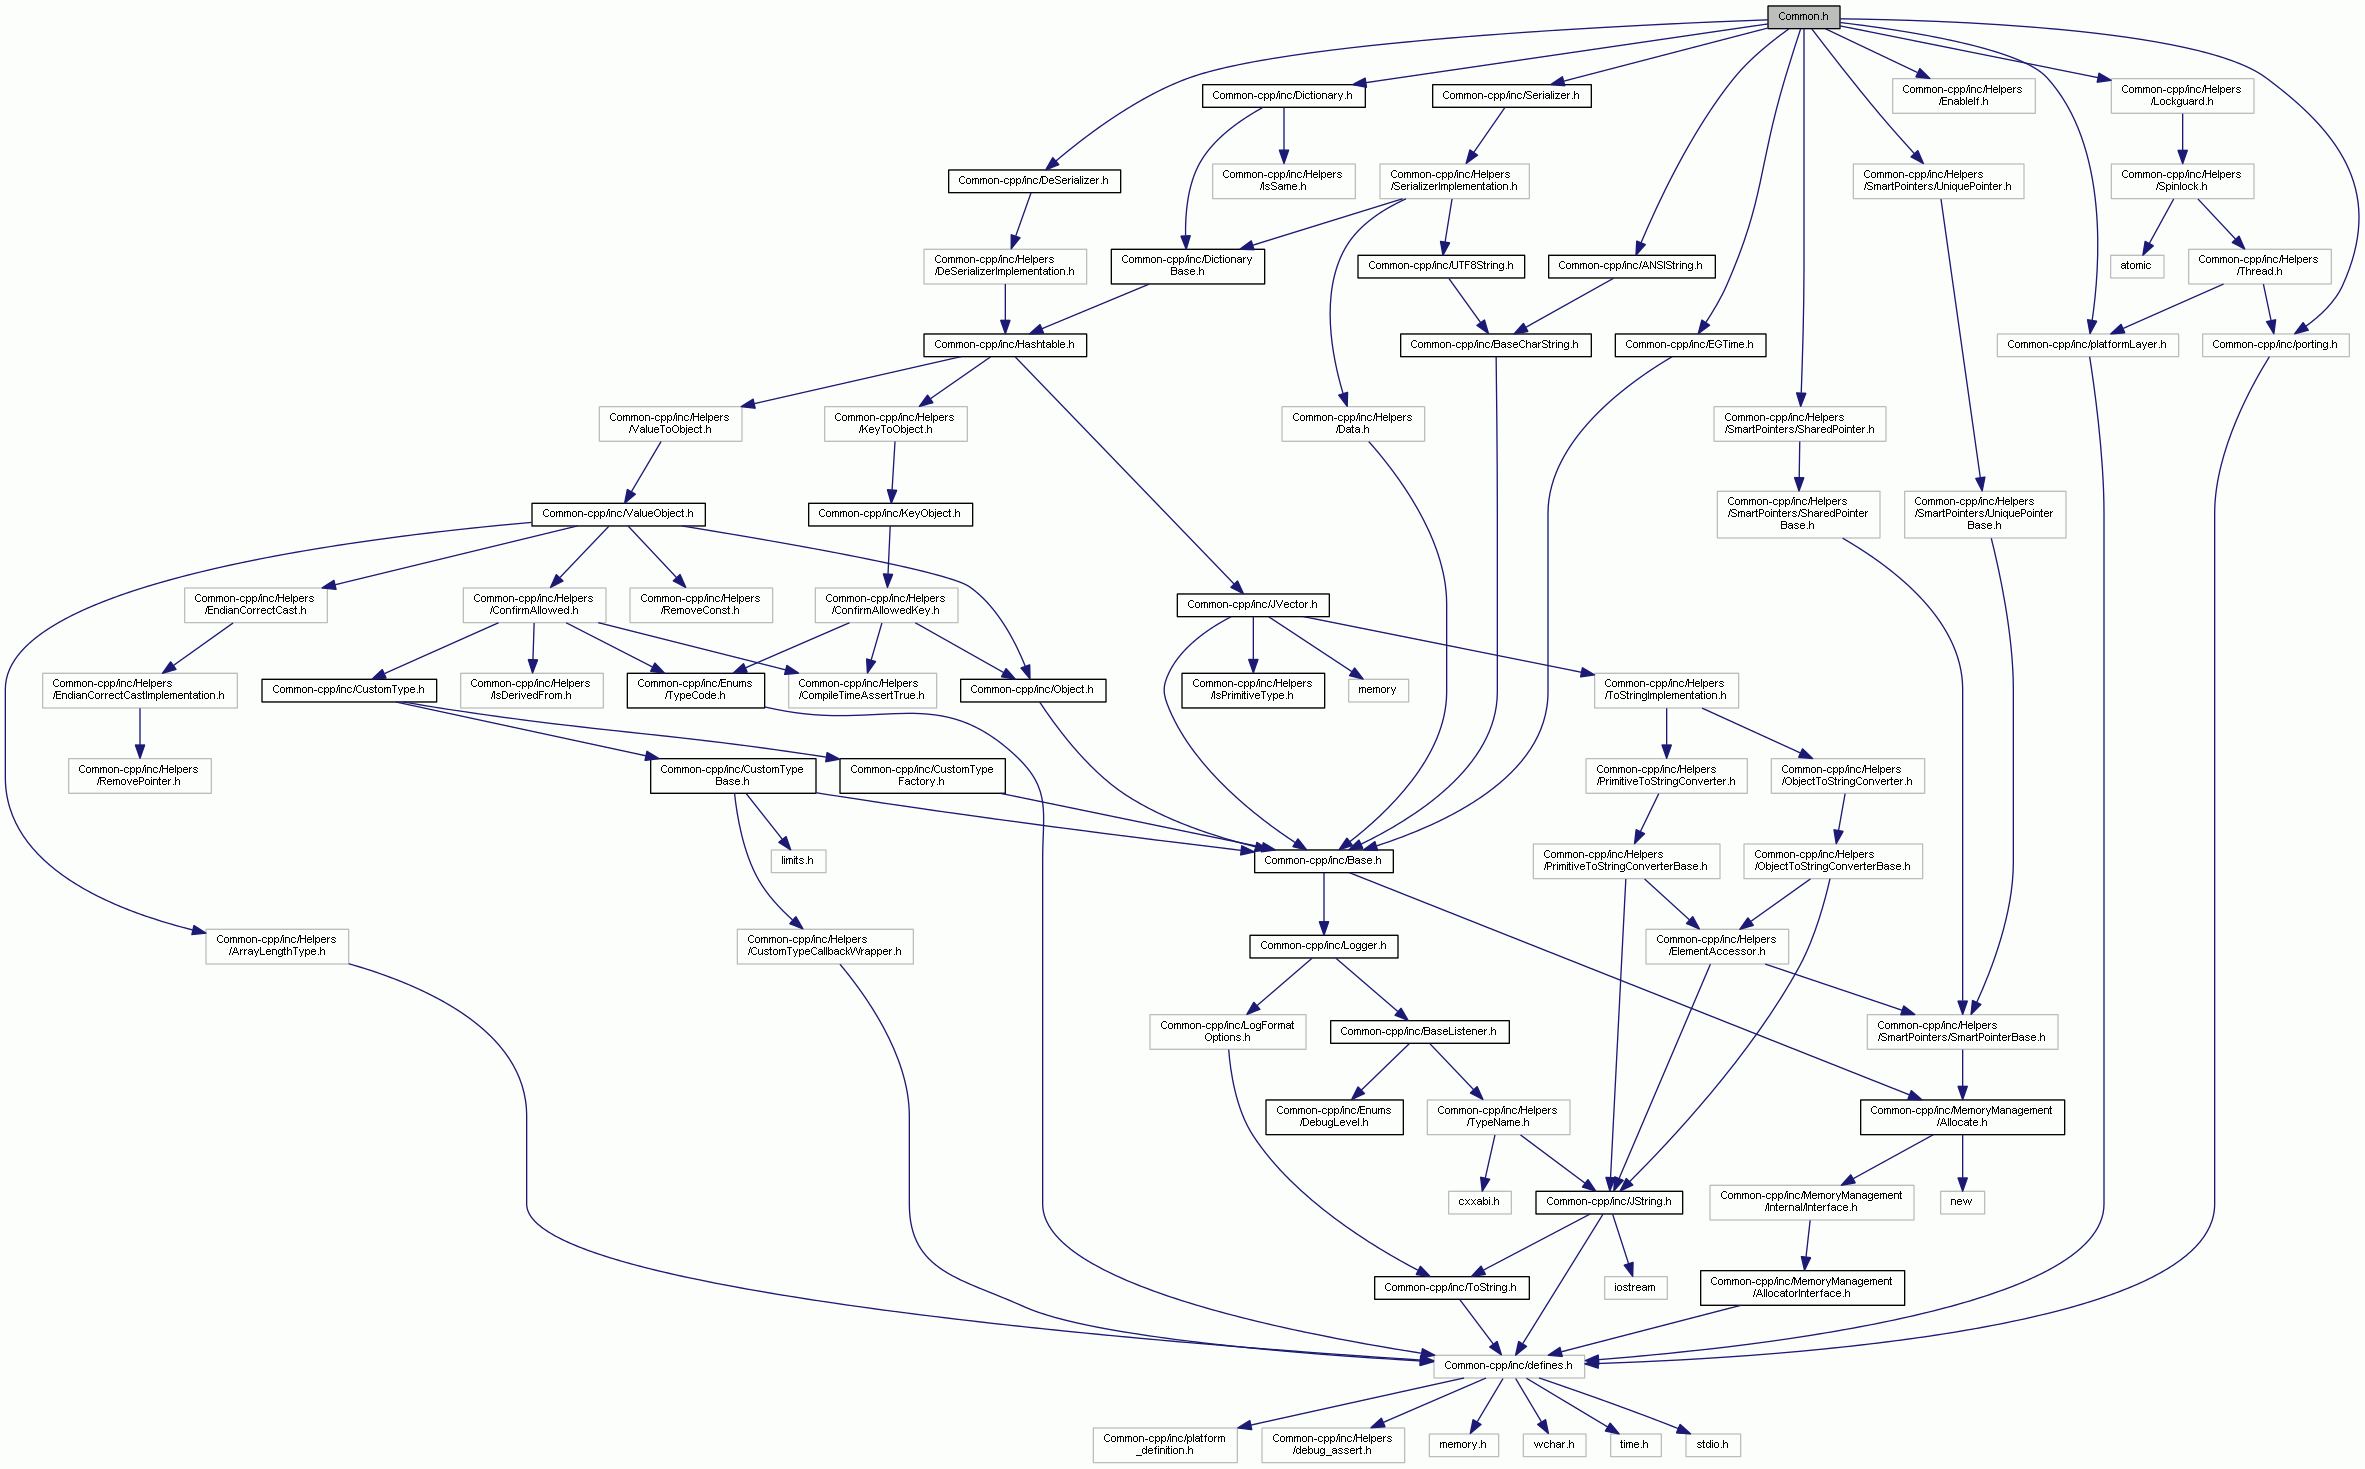 Common.h
Common-cpp/inc/Helpers
/EnableIf.h
Common-cpp/inc/Helpers
/Lockguard.h
Common-cpp/inc/Dictionary.h
Common-cpp/inc/Serializer.h
Common-cpp/inc/DeSerializer.h
Common-cpp/inc/Helpers
/IsSame.h
Common-cpp/inc/Helpers
/SerializerImplementation.h
Common-cpp/inc/Helpers
/SmartPointers/UniquePointer.h
Common-cpp/inc/Helpers
/Spinlock.h
Common-cpp/inc/Helpers
/DeSerializerImplementation.h
Common-cpp/inc/Dictionary
Base.h
Common-cpp/inc/UTF8String.h
Common-cpp/inc/ANSIString.h
atomic
Common-cpp/inc/Helpers
/Thread.h
Common-cpp/inc/Hashtable.h
Common-cpp/inc/BaseCharString.h
Common-cpp/inc/EGTime.h
Common-cpp/inc/platformLayer.h
Common-cpp/inc/porting.h
Common-cpp/inc/Helpers
/ValueToObject.h
Common-cpp/inc/Helpers
/KeyToObject.h
Common-cpp/inc/Helpers
/Data.h
Common-cpp/inc/Helpers
/SmartPointers/SharedPointer.h
Common-cpp/inc/ValueObject.h
Common-cpp/inc/KeyObject.h
Common-cpp/inc/Helpers
/SmartPointers/SharedPointer
Base.h
Common-cpp/inc/Helpers
/SmartPointers/UniquePointer
Base.h
Common-cpp/inc/Helpers
/EndianCorrectCast.h
Common-cpp/inc/Helpers
/ConfirmAllowed.h
Common-cpp/inc/Helpers
/RemoveConst.h
Common-cpp/inc/Helpers
/ConfirmAllowedKey.h
Common-cpp/inc/JVector.h
Common-cpp/inc/Helpers
/EndianCorrectCastImplementation.h
Common-cpp/inc/CustomType.h
Common-cpp/inc/Helpers
/IsDerivedFrom.h
Common-cpp/inc/Enums
/TypeCode.h
Common-cpp/inc/Helpers
/CompileTimeAssertTrue.h
Common-cpp/inc/Object.h
Common-cpp/inc/Helpers
/IsPrimitiveType.h
memory
Common-cpp/inc/Helpers
/ToStringImplementation.h
Common-cpp/inc/Helpers
/RemovePointer.h
Common-cpp/inc/CustomType
Base.h
Common-cpp/inc/CustomType
Factory.h
Common-cpp/inc/Helpers
/PrimitiveToStringConverter.h
Common-cpp/inc/Helpers
/ObjectToStringConverter.h
limits.h
Common-cpp/inc/Base.h
Common-cpp/inc/Helpers
/PrimitiveToStringConverterBase.h
Common-cpp/inc/Helpers
/ObjectToStringConverterBase.h
Common-cpp/inc/Helpers
/ArrayLengthType.h
Common-cpp/inc/Helpers
/CustomTypeCallbackWrapper.h
Common-cpp/inc/Logger.h
Common-cpp/inc/Helpers
/ElementAccessor.h
Common-cpp/inc/LogFormat
Options.h
Common-cpp/inc/BaseListener.h
Common-cpp/inc/Helpers
/SmartPointers/SmartPointerBase.h
Common-cpp/inc/Enums
/DebugLevel.h
Common-cpp/inc/Helpers
/TypeName.h
Common-cpp/inc/MemoryManagement
/Allocate.h
cxxabi.h
Common-cpp/inc/JString.h
Common-cpp/inc/MemoryManagement
/Internal/Interface.h
new
Common-cpp/inc/ToString.h
iostream
Common-cpp/inc/MemoryManagement
/AllocatorInterface.h
Common-cpp/inc/defines.h
Common-cpp/inc/platform
_definition.h
Common-cpp/inc/Helpers
/debug_assert.h
memory.h
wchar.h
time.h
stdio.h